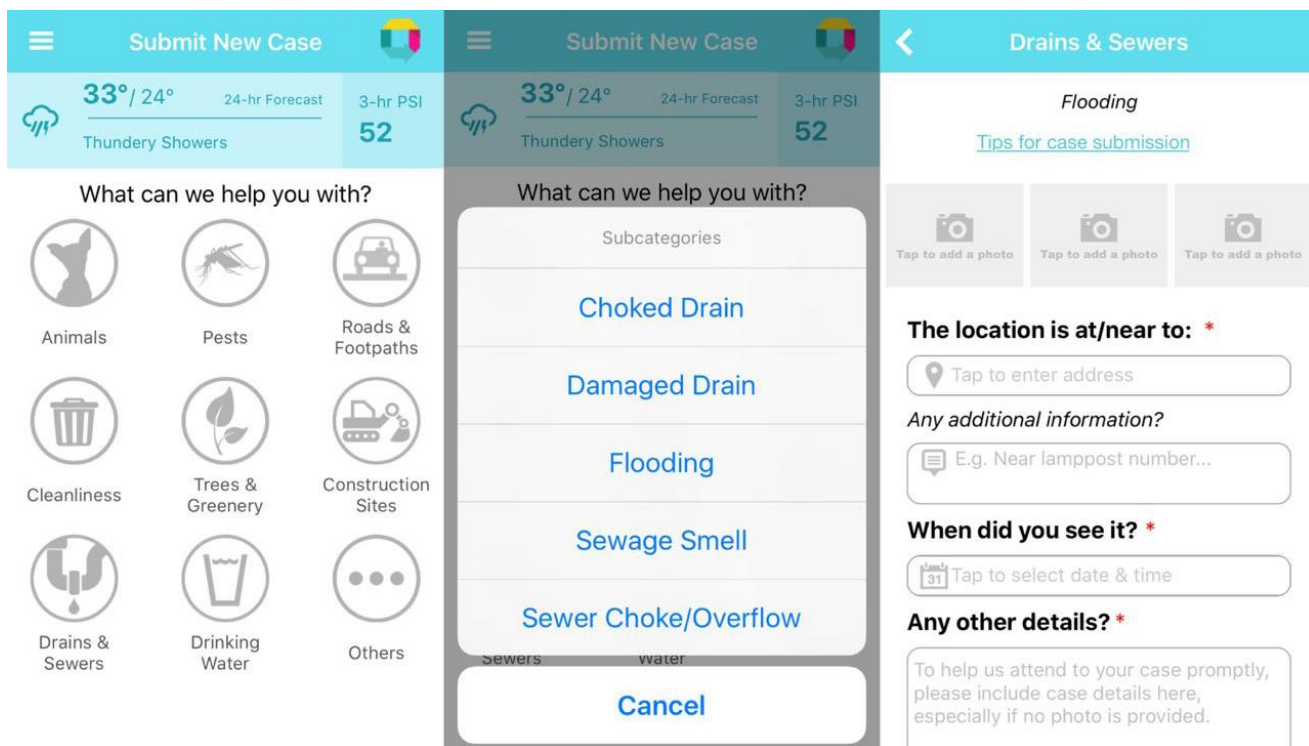 Submit New Case
33°/ 24°
24-hr Forecast
Thundery Showers
3-hr PSI
52
What can we help you with?
Animals
Pests
Roads &
Footpaths
Cleanliness
Trees &
Greenery
Construction
Sites
Drains &
Sewers
Drinking
Water
Others
Submit New Case
33°/ 24°
24-hr Forecast
Thundery Showers
3-hr PSI
52
What can we help you with?
Subcategories
Choked Drain
Damaged Drain
Flooding
Sewage Smell
Sewer Choke/Overflow
Sewers
Water
Cancel
Drains & Sewers
Flooding
Tips for case submission
Tap to add a photo
Tap to add a photo
Tap to add a photo
The location is at/near to: *
Tap to enter address
Any additional information?
E.g. Near lamppost number...
When did you see it? *
31
Tap to select date & time
Any other details? *
To help us attend to your case promptly,
please include case details here,
especially if no photo is provided.